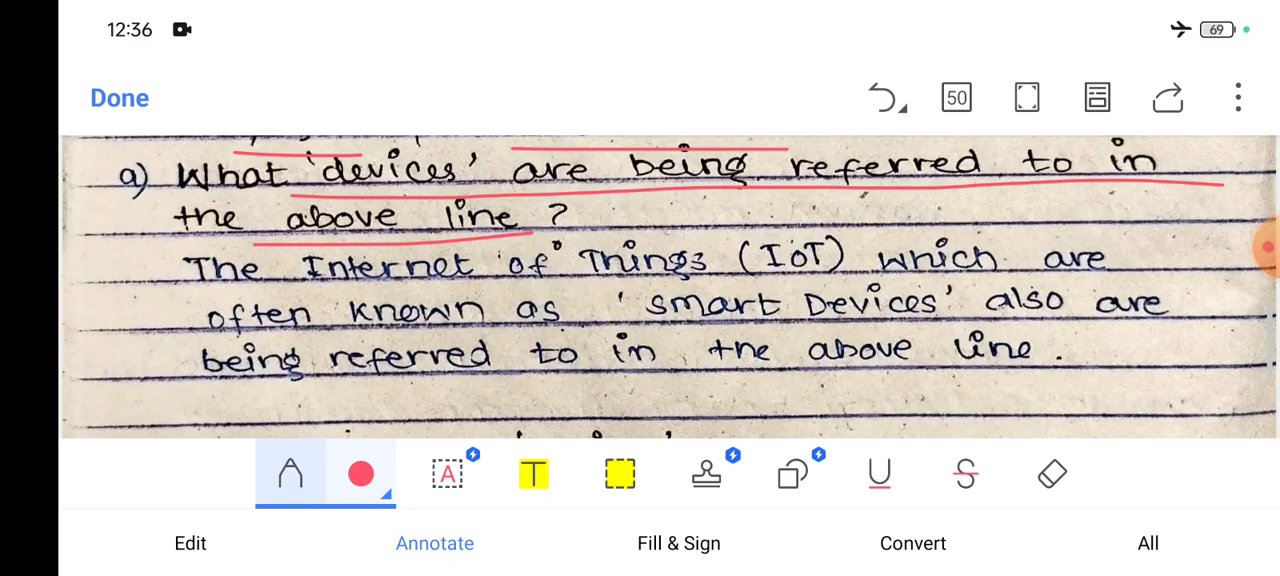 12:36
69
Done
50
a) What 'devices' are being referred to in
the above line ?
The Internet of Things (IoT) which are
often known as 'Smart Devices' also are
being referred to in the above line.
A
T
U
S
Edit
Annotate
Fill & Sign
Convert
All